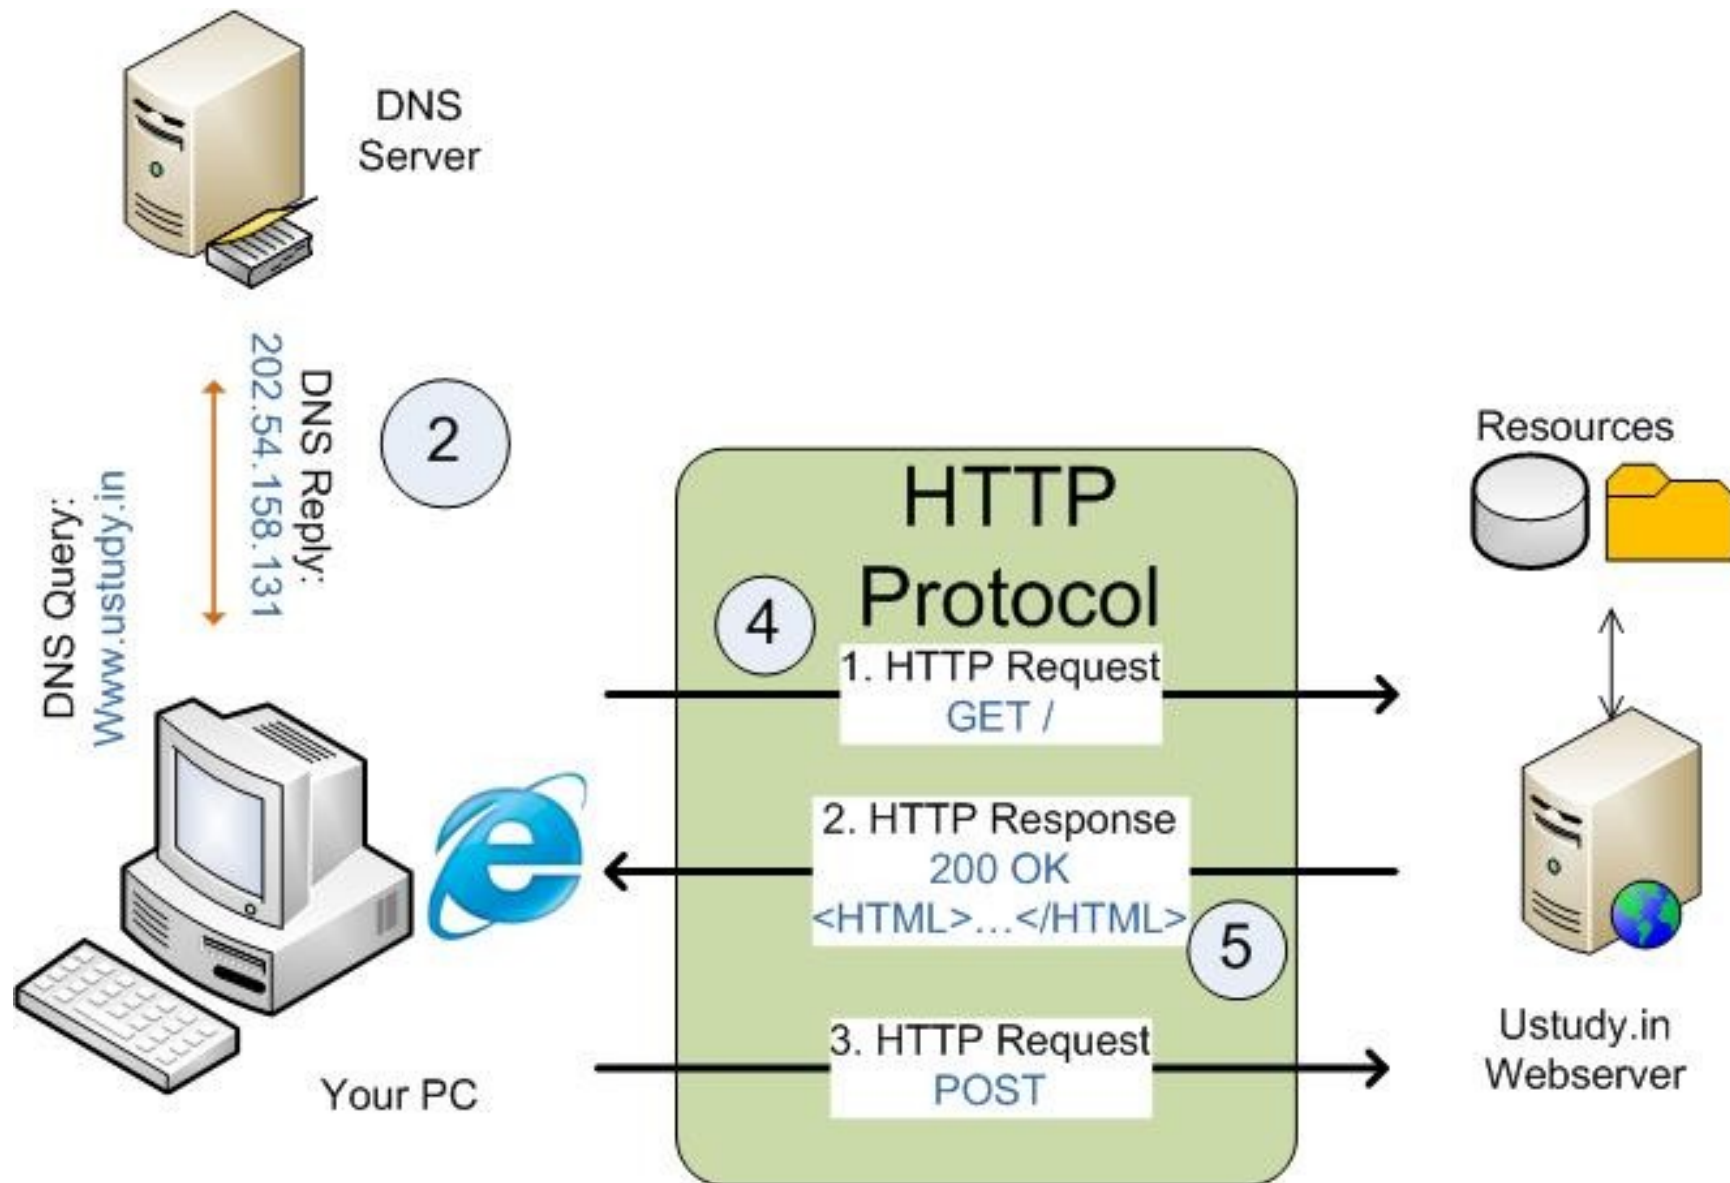 DNS
Server
DNS Reply:
202.54.158.131
2
DNS Query:
Www.ustudy.in
HTTP
Protocol
4
1. HTTP Request
GET /
2. HTTP Response
200 OK
<HTML>...</HTML>
5
3. HTTP Request
POST
Your PC
Resources
Ustudy.in
Webserver